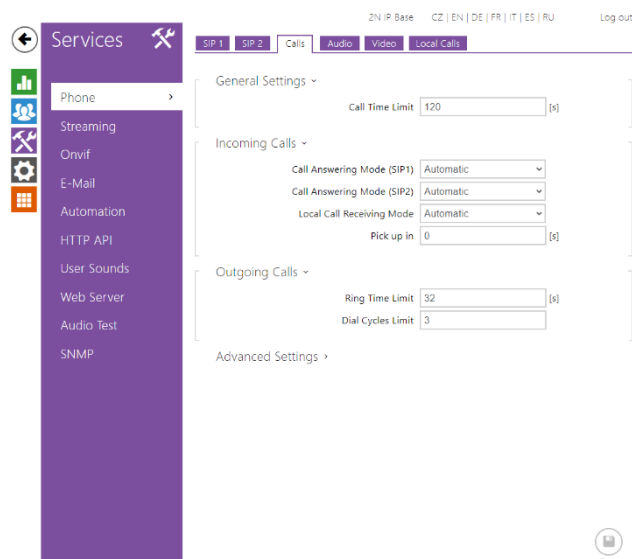 2N IP Base CZ | EN | DE | FR | IT | ES | RU Log out
Services
SIP 1 SIP 2 Calls Audio Video Local Calls
Phone
Streaming
Onvif
E-Mail
Automation
HTTP API
User Sounds
Web Server
Audio Test
SNMP
General Settings
Call Time Limit 120 [s]
Incoming Calls
Call Answering Mode (SIP1) Automatic
Call Answering Mode (SIP2) Automatic
Local Call Receiving Mode Automatic
Pick up in 0 [s]
Outgoing Calls
Ring Time Limit 32 [s]
Dial Cycles Limit 3
Advanced Settings